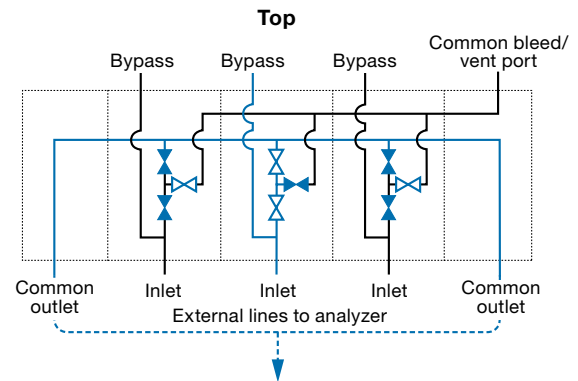 Top
Bypass
Bypass
Bypass
Common bleed/
vent port
Common
outlet
Inlet
Inlet
Inlet
Common
outlet
External lines to analyzer